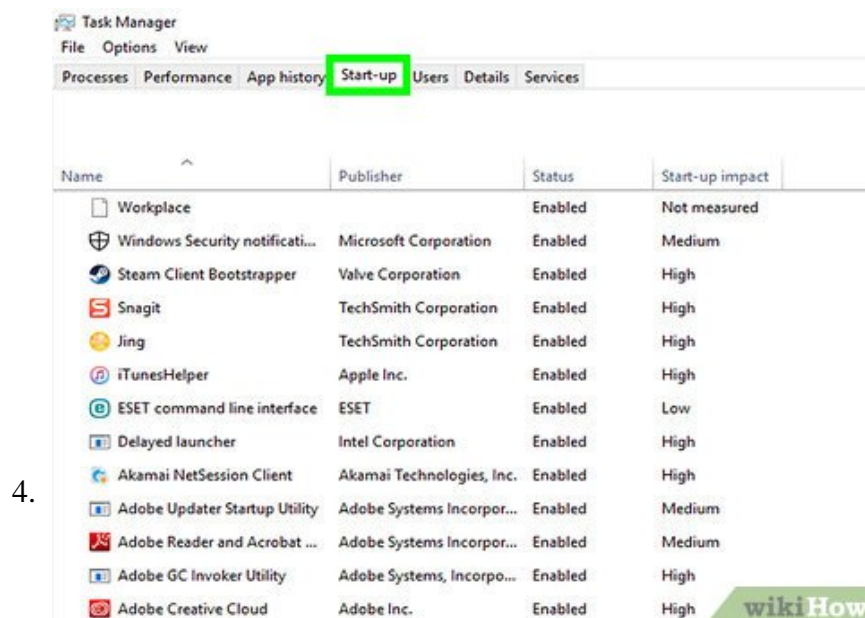 Task Manager
File Options View
Processes Performance App history Start-up Users Details Services
Name Publisher Status Start-up impact
Workplace Enabled Not measured
Windows Security notificati... Microsoft Corporation Enabled Medium
Steam Client Bootstrapper Valve Corporation Enabled High
Snagit TechSmith Corporation Enabled High
Jing TechSmith Corporation Enabled High
iTunesHelper Apple Inc. Enabled High
ESET command line interface ESET Enabled Low
Delayed launcher Intel Corporation Enabled High
Akamai NetSession Client Akamai Technologies, Inc. Enabled High
4.
Adobe Updater Startup Utility Adobe Systems Incorpor... Enabled Medium
Adobe Reader and Acrobat ... Adobe Systems Incorpor... Enabled Medium
Adobe GC Invoker Utility Adobe Systems, Incorpo... Enabled High
Adobe Creative Cloud Adobe Inc. Enabled High
wikiHow